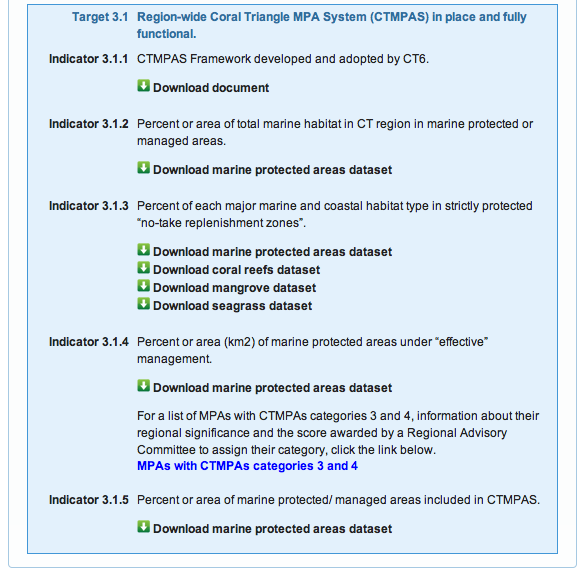 Target 3.1 Region-wide Coral Triangle MPA System (CTMPAS) in place and fully
functional.
Indicator 3.1.1 CTMPAS Framework developed and adopted by CT6.
Download document
Indicator 3.1.2 Percent or area of total marine habitat in CT region in marine protected or
managed areas.
Download marine protected areas dataset
Indicator 3.1.3 Percent of each major marine and coastal habitat type in strictly protected
“no-take replenishment zones”.
Download marine protected areas dataset
Download coral reefs dataset
Download mangrove dataset
Download seagrass dataset
Indicator 3.1.4 Percent or area (km2) of marine protected areas under “effective”
management.
Download marine protected areas dataset
For a list of MPAs with CTMPAs categories 3 and 4, information about their
regional significance and the score awarded by a Regional Advisory
Committee to assign their category, click the link below.
MPAs with CTMPAs categories 3 and 4
Indicator 3.1.5 Percent or area of marine protected/ managed areas included in CTMPAS.
Download marine protected areas dataset